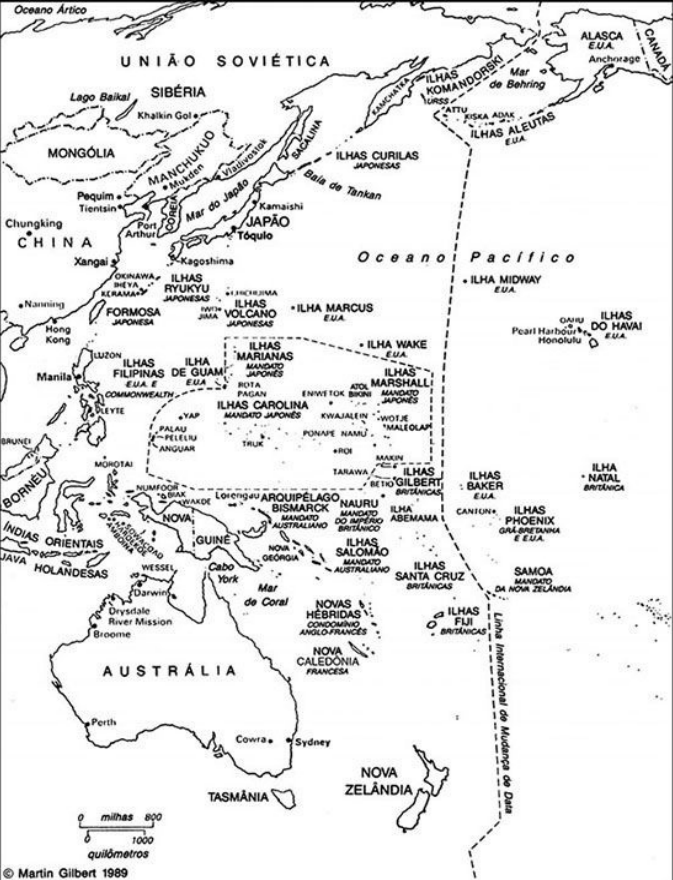 Oceano Ártico
UNIÃO SOVIÉTICA
SIBÉRIA
Lago Baikal
Khalkin Gol
MONGÓLIA
MANCHUKUO
Mukden
Vladivostok
SACALINA
KAMCHATKA
ILHAS
KOMANDORSKI
URSS
Mar
de Behring
ALASCA
E.U.A.
Anchorage
CANADÁ
ATTU
KISKA ADAK
ILHAS ALEUTAS
E.U.A.
ILHAS CURILAS
JAPONESAS
Baia de Tankan
Pequim
Tientsin
Port
Arthur
CORÉIA
Mar do Japão
Kamaishi
JAPÃO
Tóquio
Chungking
CHINA
Xangai
Kagoshima
Oceano Pacífico
OKINAWA
IHEYA
KERAMA
ILHAS
RYUKYU
JAPONESAS
CHICHIJIMA
IWO
JIMA
ILHAS
VOLCANO
JAPONESAS
ILHA MARCUS
E.U.A.
ILHA MIDWAY
E.U.A.
Nanning
Hong
Kong
FORMOSA
JAPONESA
OAHU
Pearl Harbour
Honolulu
ILHAS
DO HAVAI
E.U.A.
LUZON
Manila
ILHAS
FILIPINAS
E.U.A. E
COMMONWEALTH
LEYTE
ILHA
DE GUAM
E.U.A
ILHAS
MARIANAS
MANDATO
JAPONÊS
ROTA
PAGAN
ILHA WAKE
E.U.A.
ENIWETOK
ATOL
BIKINI
ILHAS
MARSHALL
MANDATO
JAPONÊS
ILHAS CAROLINA
MANDATO JAPONÊS
YAP
PALAU
PELELIU
ANGUAR
TRUK
PONAPE
NAMU
KWAJALEIN
WOTJE
MALEOLAP
ROI
MAKIN
TARAWA
BETIO
ILHAS
GILBERT
BRITÂNICAS
BRUNEI
BORNÉU
MOROTAI
NUMFOOR
BIAK
WAKDE
Lorengau
ARQUIPÉLAGO
BISMARCK
MANDATO
AUSTRALIANO
NAURU
MANDATO
DO IMPÉRIO
BRITÂNICO
ILHA
ABEMAMA
ILHAS
BAKER
E.U.A.
ILHA
NATAL
BRITÂNICA
CANTON
ILHAS
PHOENIX
GRÃ-BRETANHA
E E.U.A.
ÍNDIAS ORIENTAIS
JAVA HOLANDESAS
NOVA
GUINÉ
NOVA
GEÓRGIA
ILHAS
SALOMÃO
MANDATO
AUSTRALIANO
ILHAS
SANTA CRUZ
BRITÂNICAS
SAMOA
MANDATO
DA NOVA ZELÂNDIA
WESSEL
Cabo
York
Mar
de Coral
Darwin
Drysdale
River Mission
Broome
NOVAS
HÉBRIDAS
CONDOMÍNIO
ANGLO-FRANCÊS
ILHAS
FIJI
BRITÂNICAS
NOVA
CALEDÔNIA
FRANCESA
Linha Internacional de Mudança de Data
AUSTRÁLIA
Perth
Cowra
Sydney
TASMÂNIA
NOVA
ZELÂNDIA
0 milhas 800
0 1000
quilômetros
© Martin Gilbert 1989